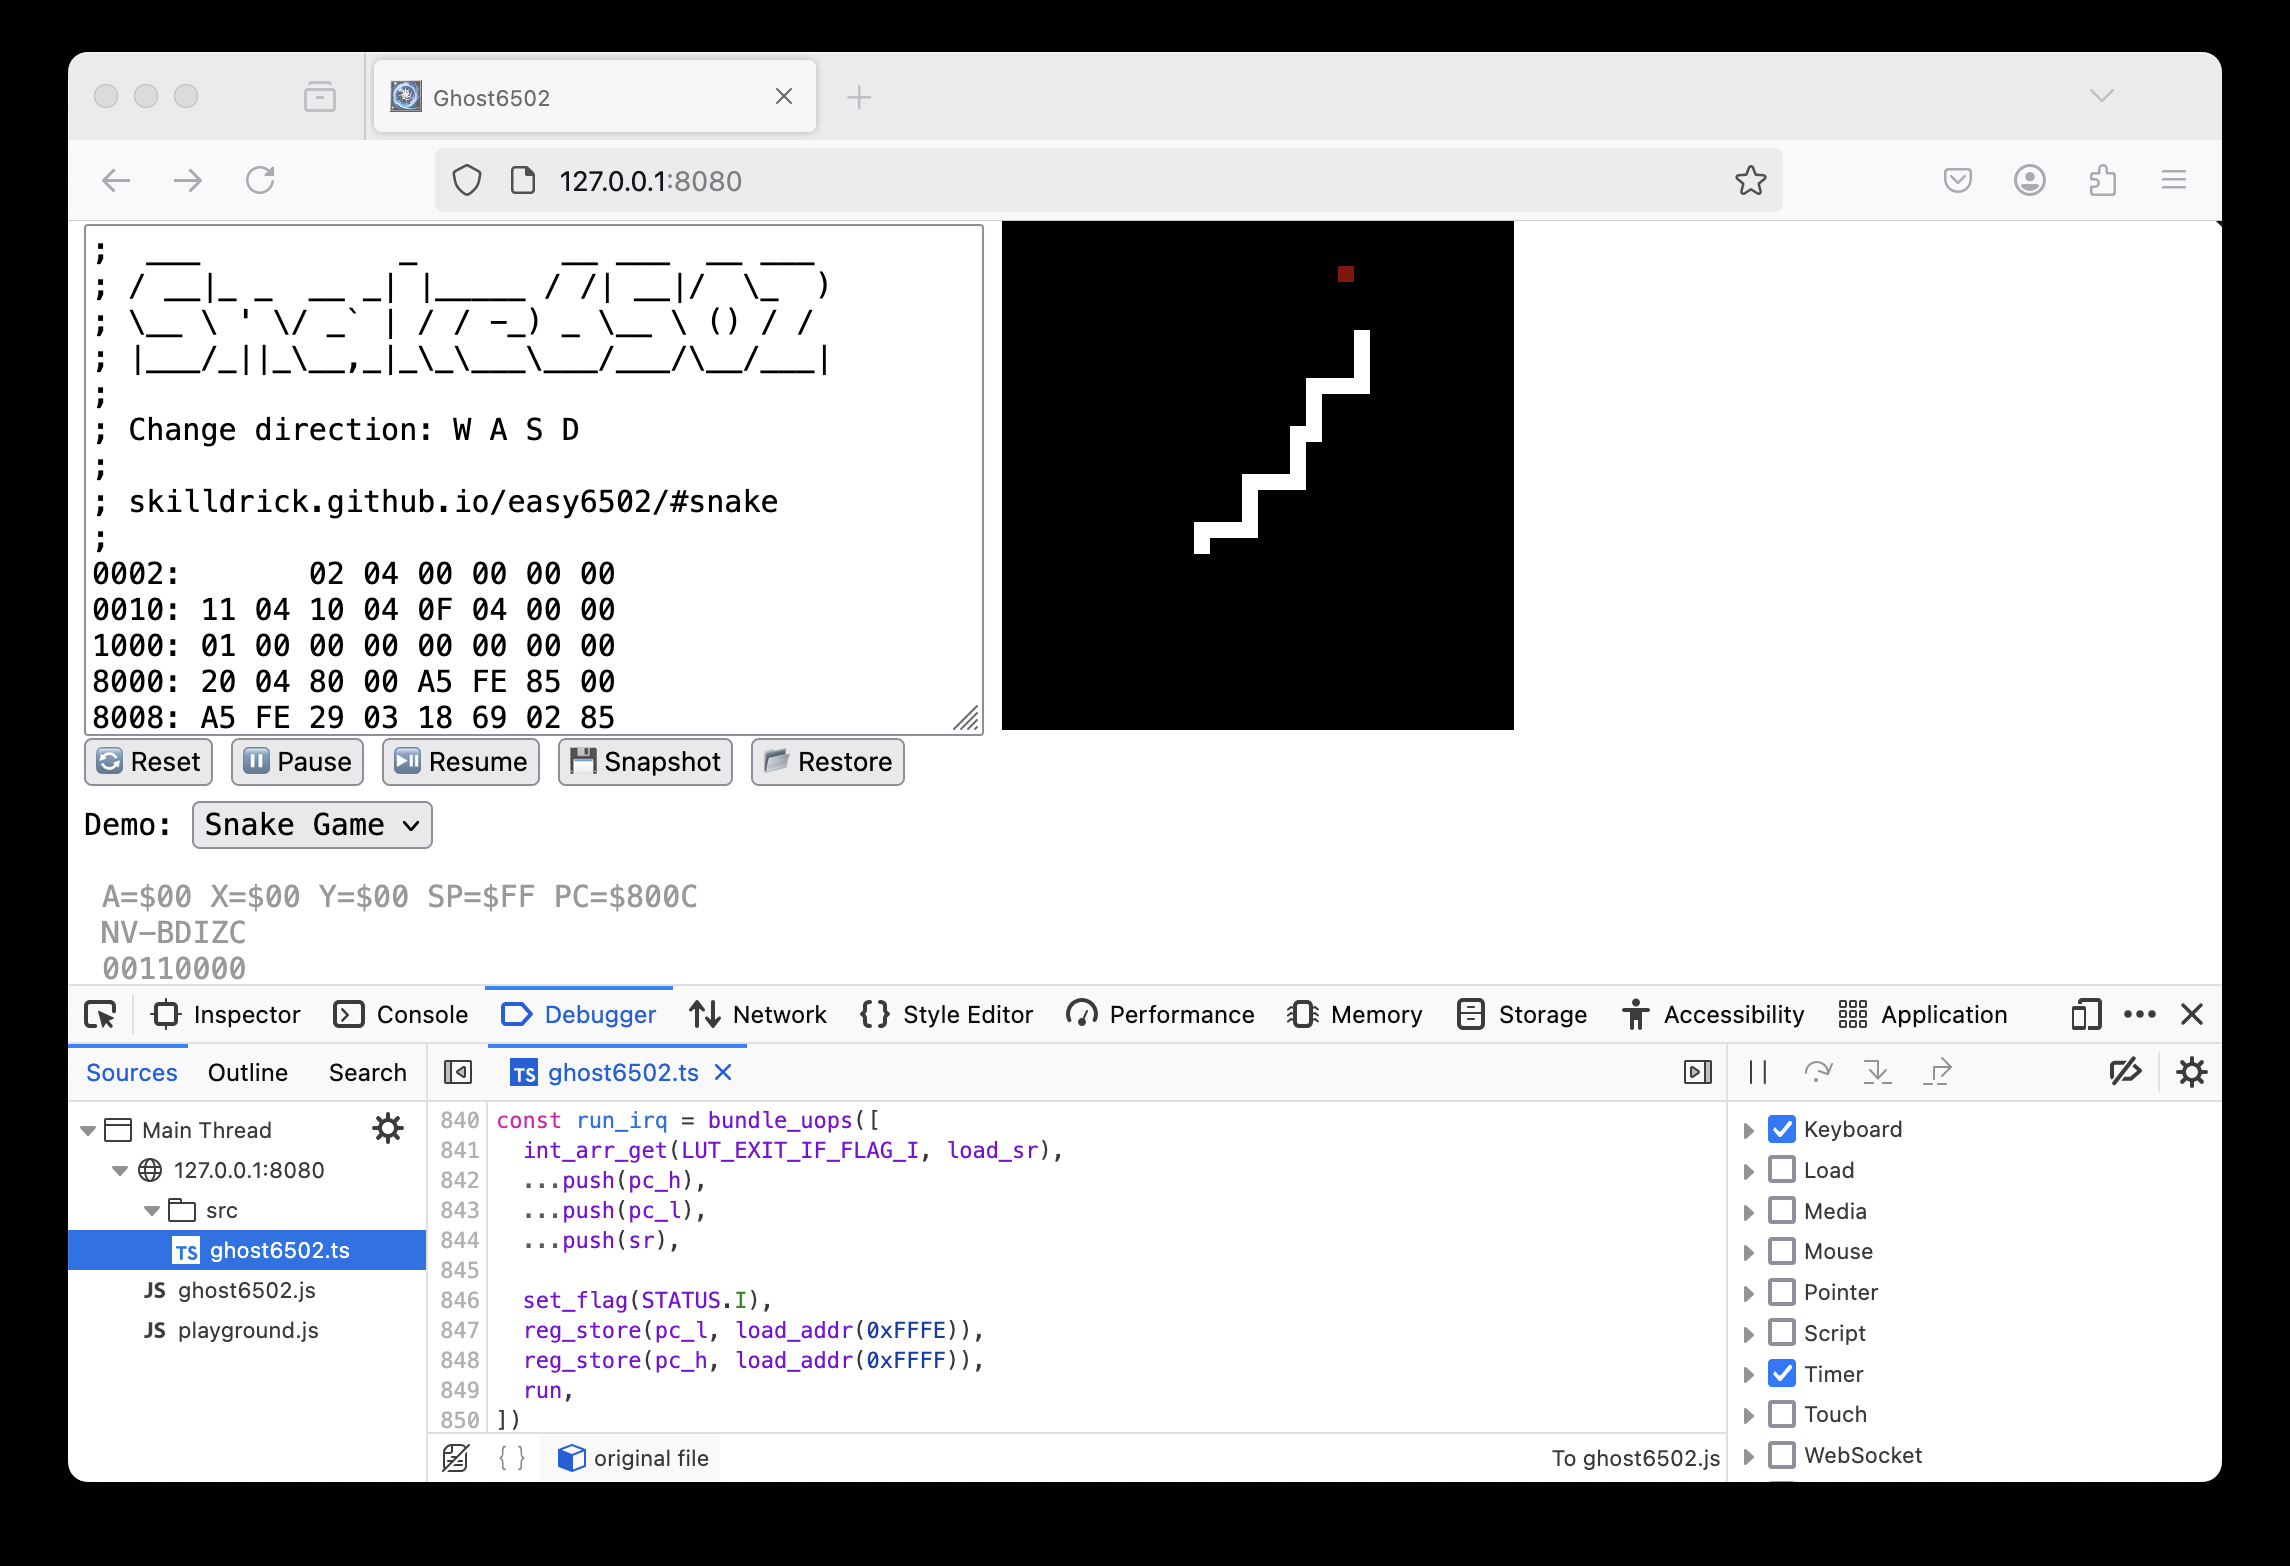 Ghost6502
127.0.0.1:8080
;   ___           _        __ ___  __ ___
; / __|_ _  __ _| |_____ / /| __|/  \_  )
; \__ \ ' \/ _` | / / -_) _ \__ \ () / /
; |___/_||_\__,_|_\_\___\___/___/\__/___|
;
; Change direction: W A S D
;
; skilldrick.github.io/easy6502/#snake
;
0002:       02 04 00 00 00 00
0010: 11 04 10 04 0F 04 00 00
1000: 01 00 00 00 00 00 00 00
8000: 20 04 80 00 A5 FE 85 00
8008: A5 FE 29 03 18 69 02 85
Reset Pause Resume Snapshot Restore
Demo: Snake Game
A=$00 X=$00 Y=$00 SP=$FF PC=$800C
NV-BDIZC
00110000
Inspector Console Debugger Network Style Editor Performance Memory Storage Accessibility Application
Sources Outline Search
TS ghost6502.ts
Main Thread
127.0.0.1:8080
src
TS ghost6502.ts
JS ghost6502.js
JS playground.js
840 const run_irq = bundle_uops([
841   int_arr_get(LUT_EXIT_IF_FLAG_I, load_sr),
842   ...push(pc_h),
843   ...push(pc_l),
844   ...push(sr),
845
846   set_flag(STATUS.I),
847   reg_store(pc_l, load_addr(0xFFFE)),
848   reg_store(pc_h, load_addr(0xFFFF)),
849   run,
850 ])
{ } original file
To ghost6502.js
Keyboard
Load
Media
Mouse
Pointer
Script
Timer
Touch
WebSocket